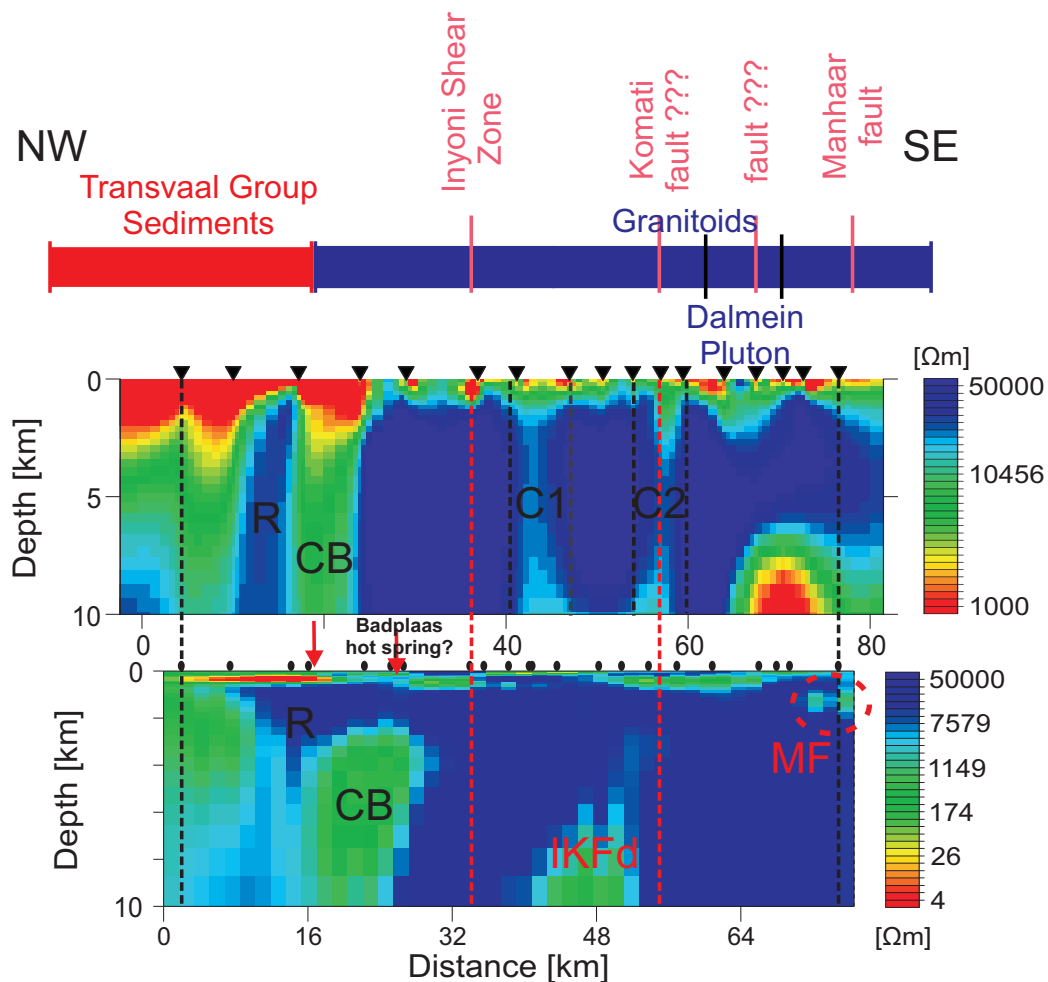 Inyoni Shear
Zone
Komati
fault ???
fault ???
Manhaar
fault
NW
SE
Transvaal Group
Sediments
Granitoids
Dalmein
Pluton
[Ωm]
0
5
10
Depth [km]
R
CB
C1
C2
50000
10456
1000
0
40
60
80
Badplaas
hot spring?
0
10
Depth [km]
R
CB
IKFd
MF
50000
7579
1149
174
26
4
[Ωm]
0
16
32
48
64
Distance [km]